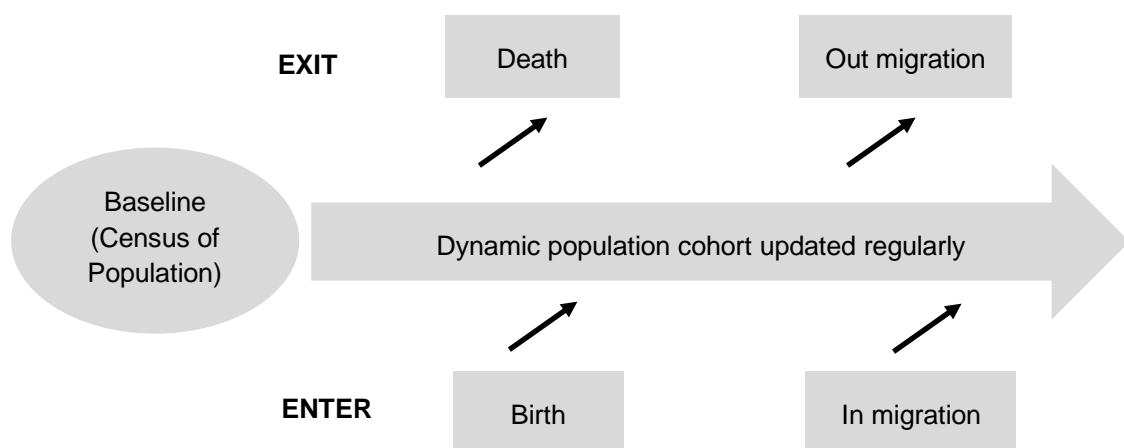 EXIT
Death
Out migration
Baseline
(Census of
Population)
Dynamic population cohort updated regularly
ENTER
Birth
In migration